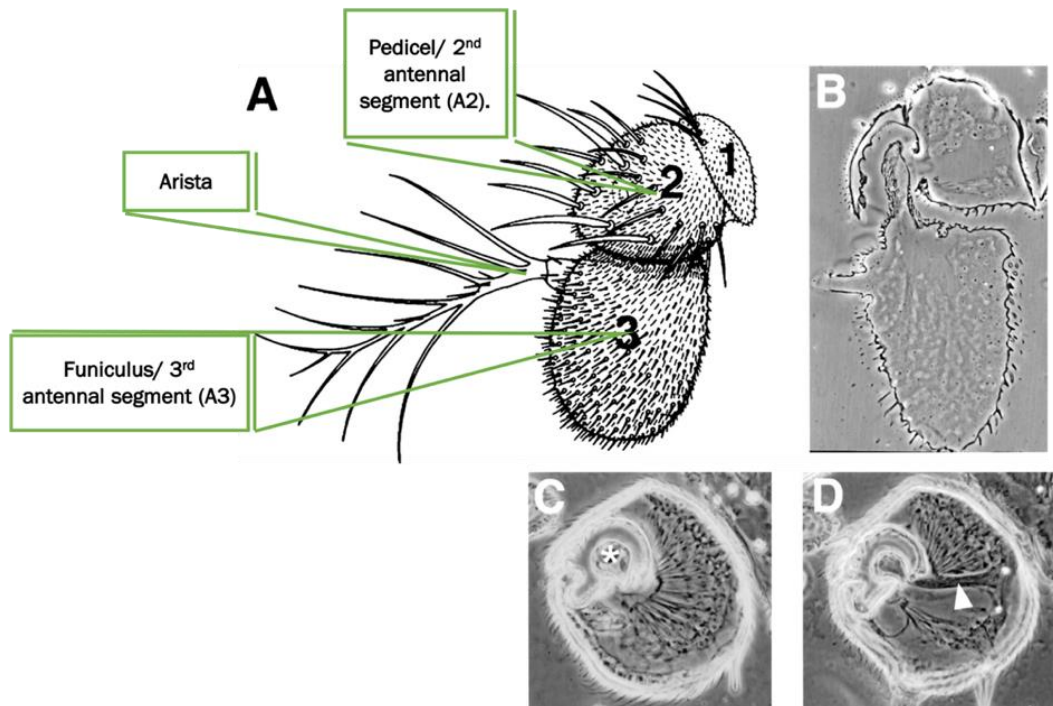 Pedicel/ 2nd
antennal
segment (A2).
A
B
1
2
Arista
3
Funiculus/ 3rd
antennal segment (A3)
C
*
D